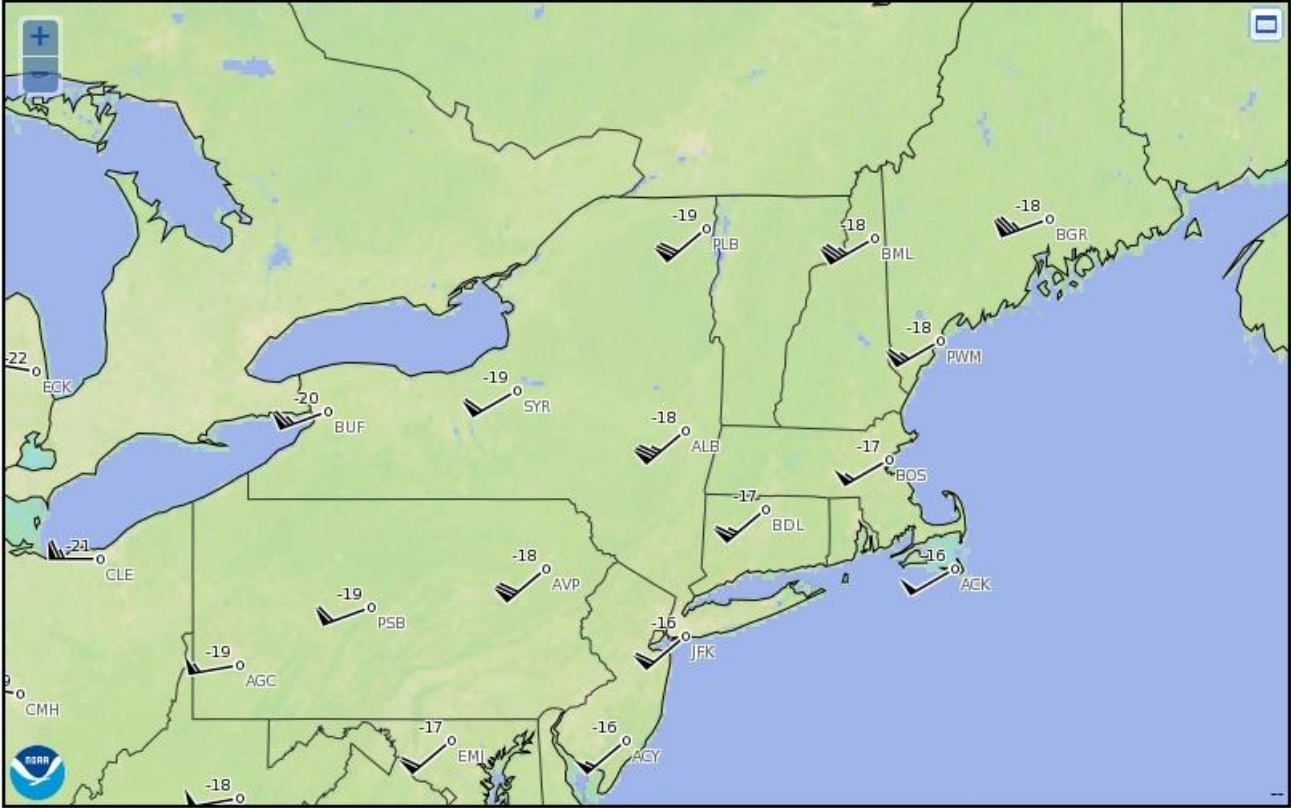 +
-18
-19
PLB
-18
BML
BGR
-18
PWM
-22
ECK
-20
BUF
-19
SYR
-18
ALB
-17
BOS
-17
BDL
-21
CLE
-18
AVP
-16
ACK
-19
PSB
-16
JFK
-19
AGC
9
CMH
-17
EMI
-16
ACY
-18
NOAA
--